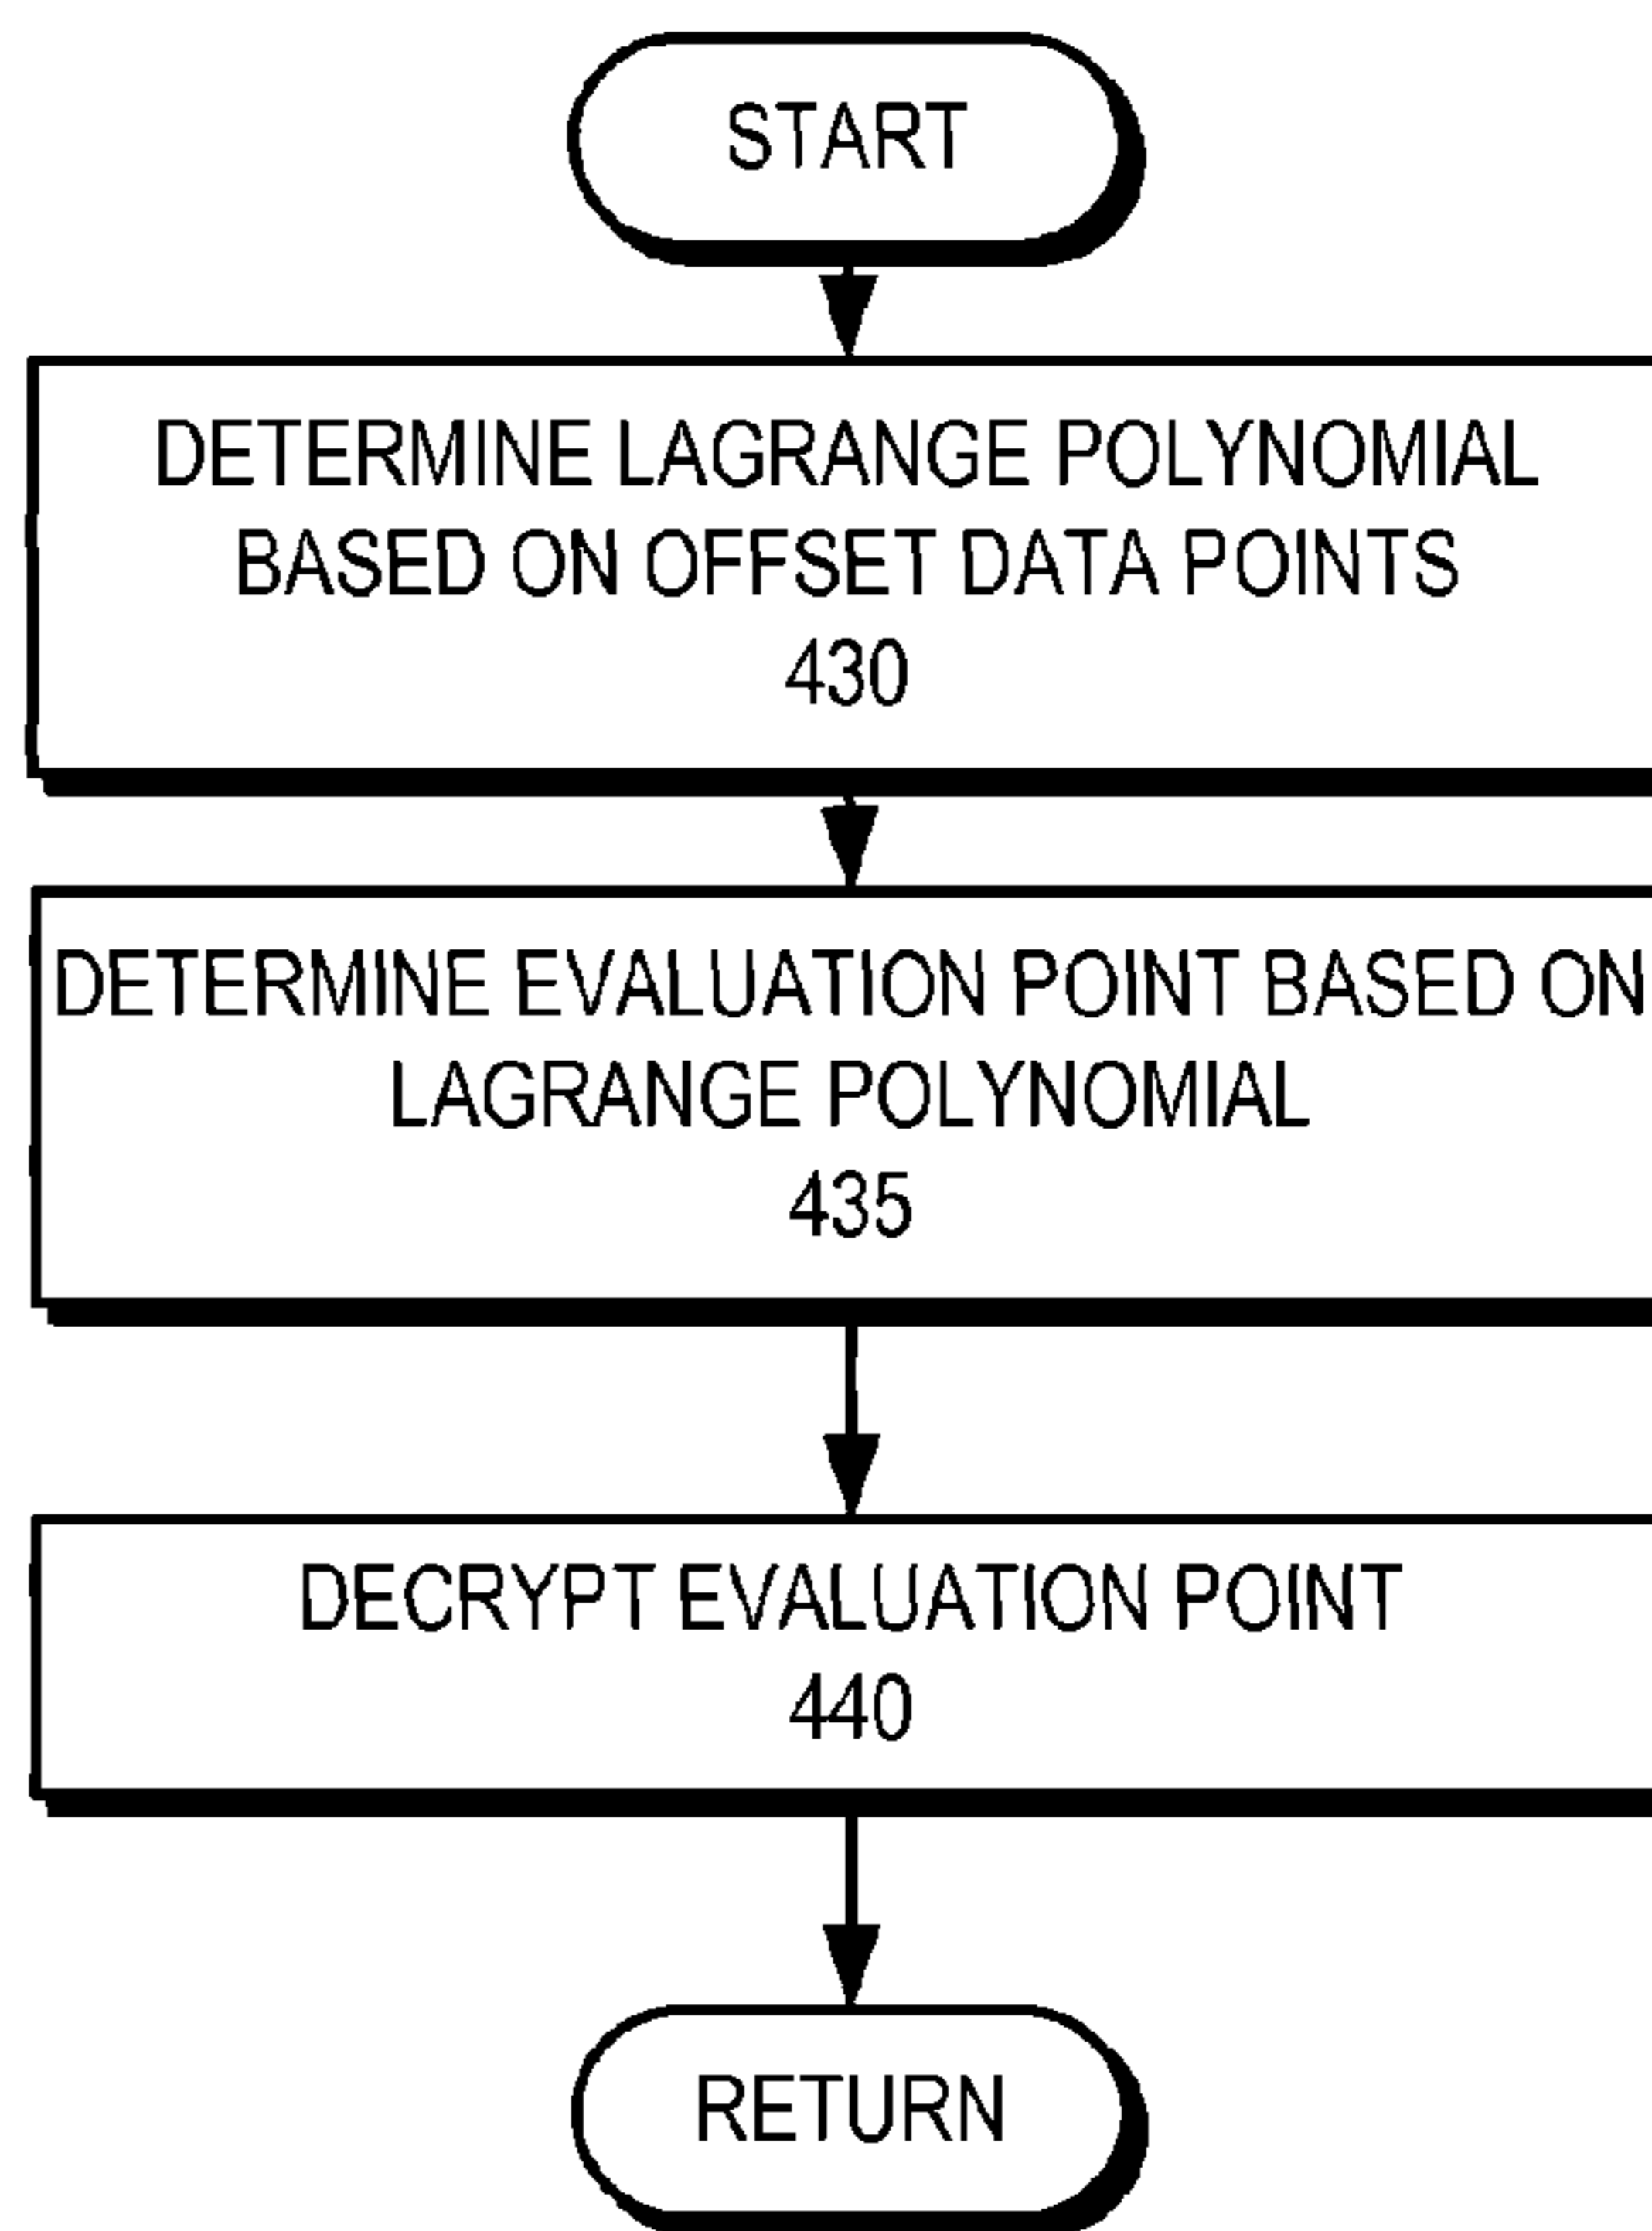 START
DETERMINE LAGRANGE POLYNOMIAL
BASED ON OFFSET DATA POINTS
430
DETERMINE EVALUATION POINT BASED ON
LAGRANGE POLYNOMIAL
435
DECRYPT EVALUATION POINT
440
RETURN